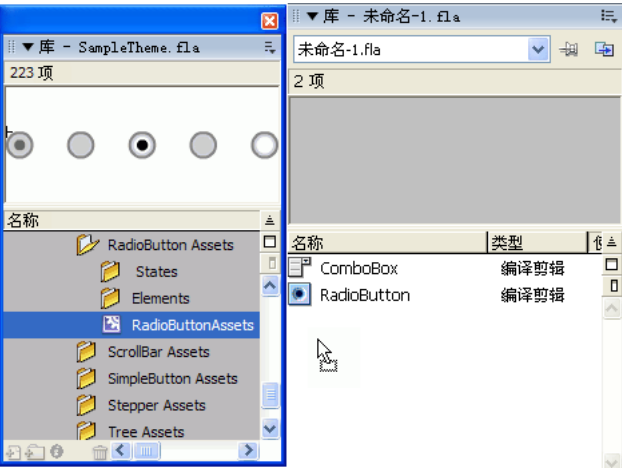 库 - SampleTheme.fla
223 项
名称
RadioButton Assets
States
Elements
RadioButtonAssets
ScrollBar Assets
SimpleButton Assets
Stepper Assets
Tree Assets
库 - 未命名-1.fla
未命名-1.fla
2 项
名称 类型
ComboBox 编译剪辑
RadioButton 编译剪辑